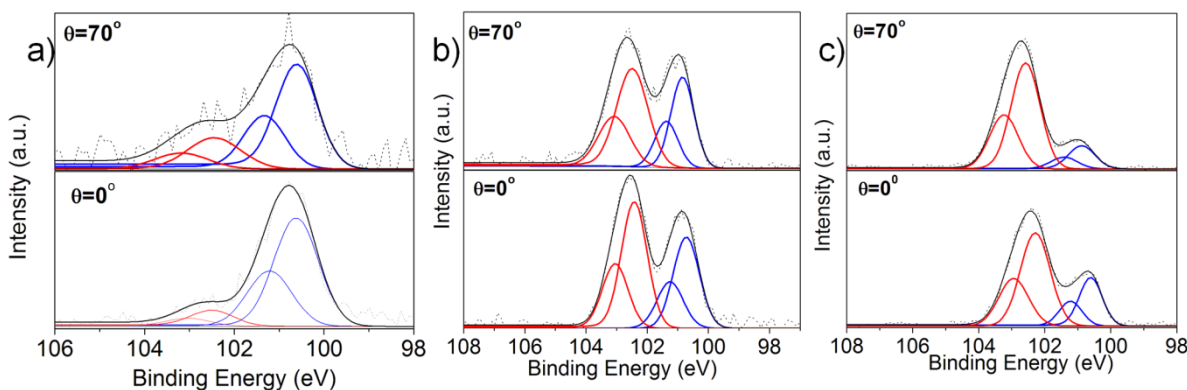 a)
θ=70°
θ=0°
Intensity (a.u.)
106 104 102 100 98
Binding Energy (eV)
b)
θ=70°
θ=0°
Intensity (a.u.)
108 106 104 102 100 98
Binding Energy (eV)
c)
θ=70°
θ=0°
Intensity (a.u.)
108 106 104 102 100 98
Binding Energy (eV)